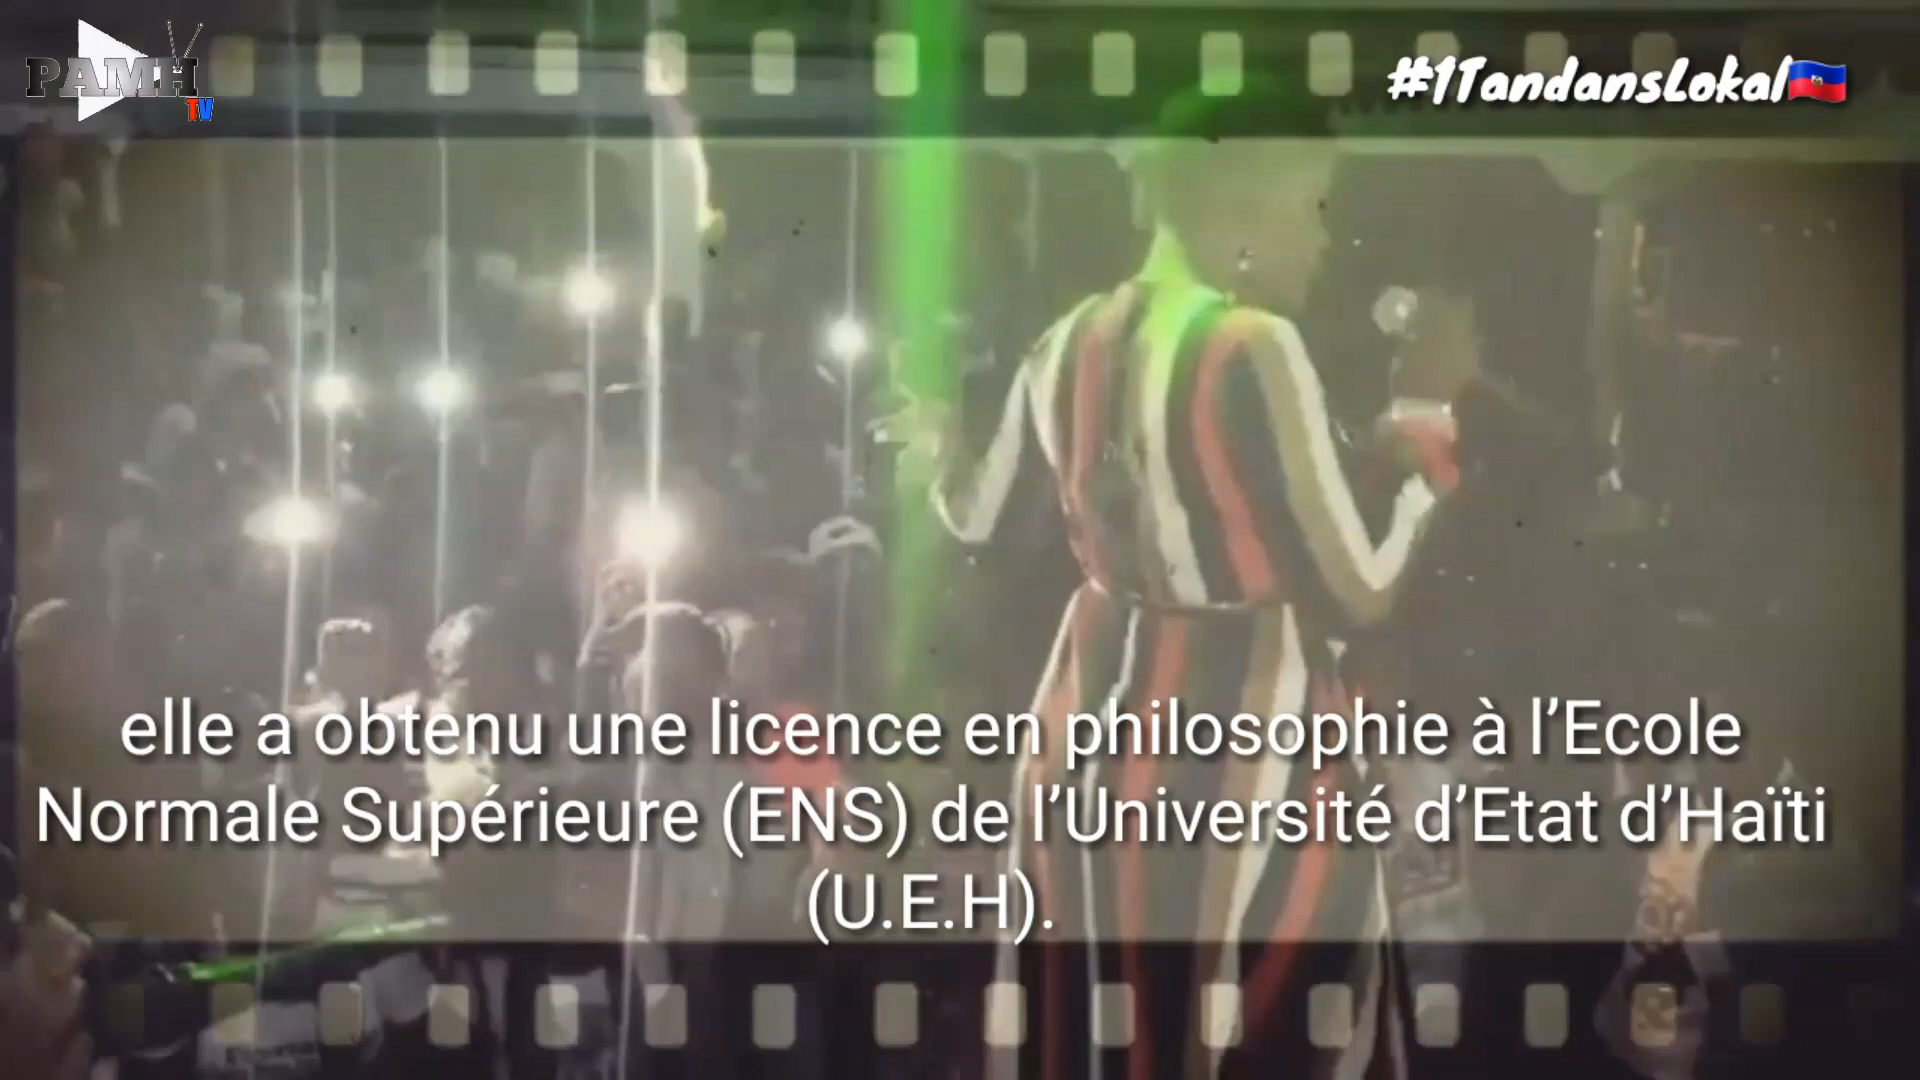 PAMH
TV
#1TandansLokal🇭🇹
elle a obtenu une licence en philosophie à l’Ecole
Normale Supérieure (ENS) de l’Université d’Etat d’Haïti
(U.E.H).